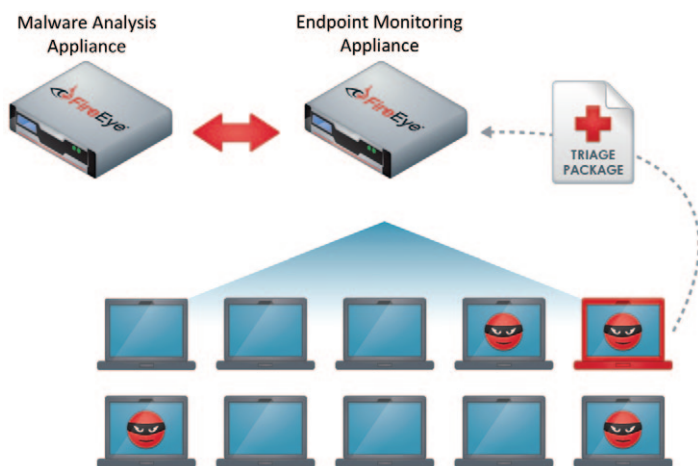 Malware Analysis
Appliance
Endpoint Monitoring
Appliance
FireEye
FireEye
TRIAGE
PACKAGE